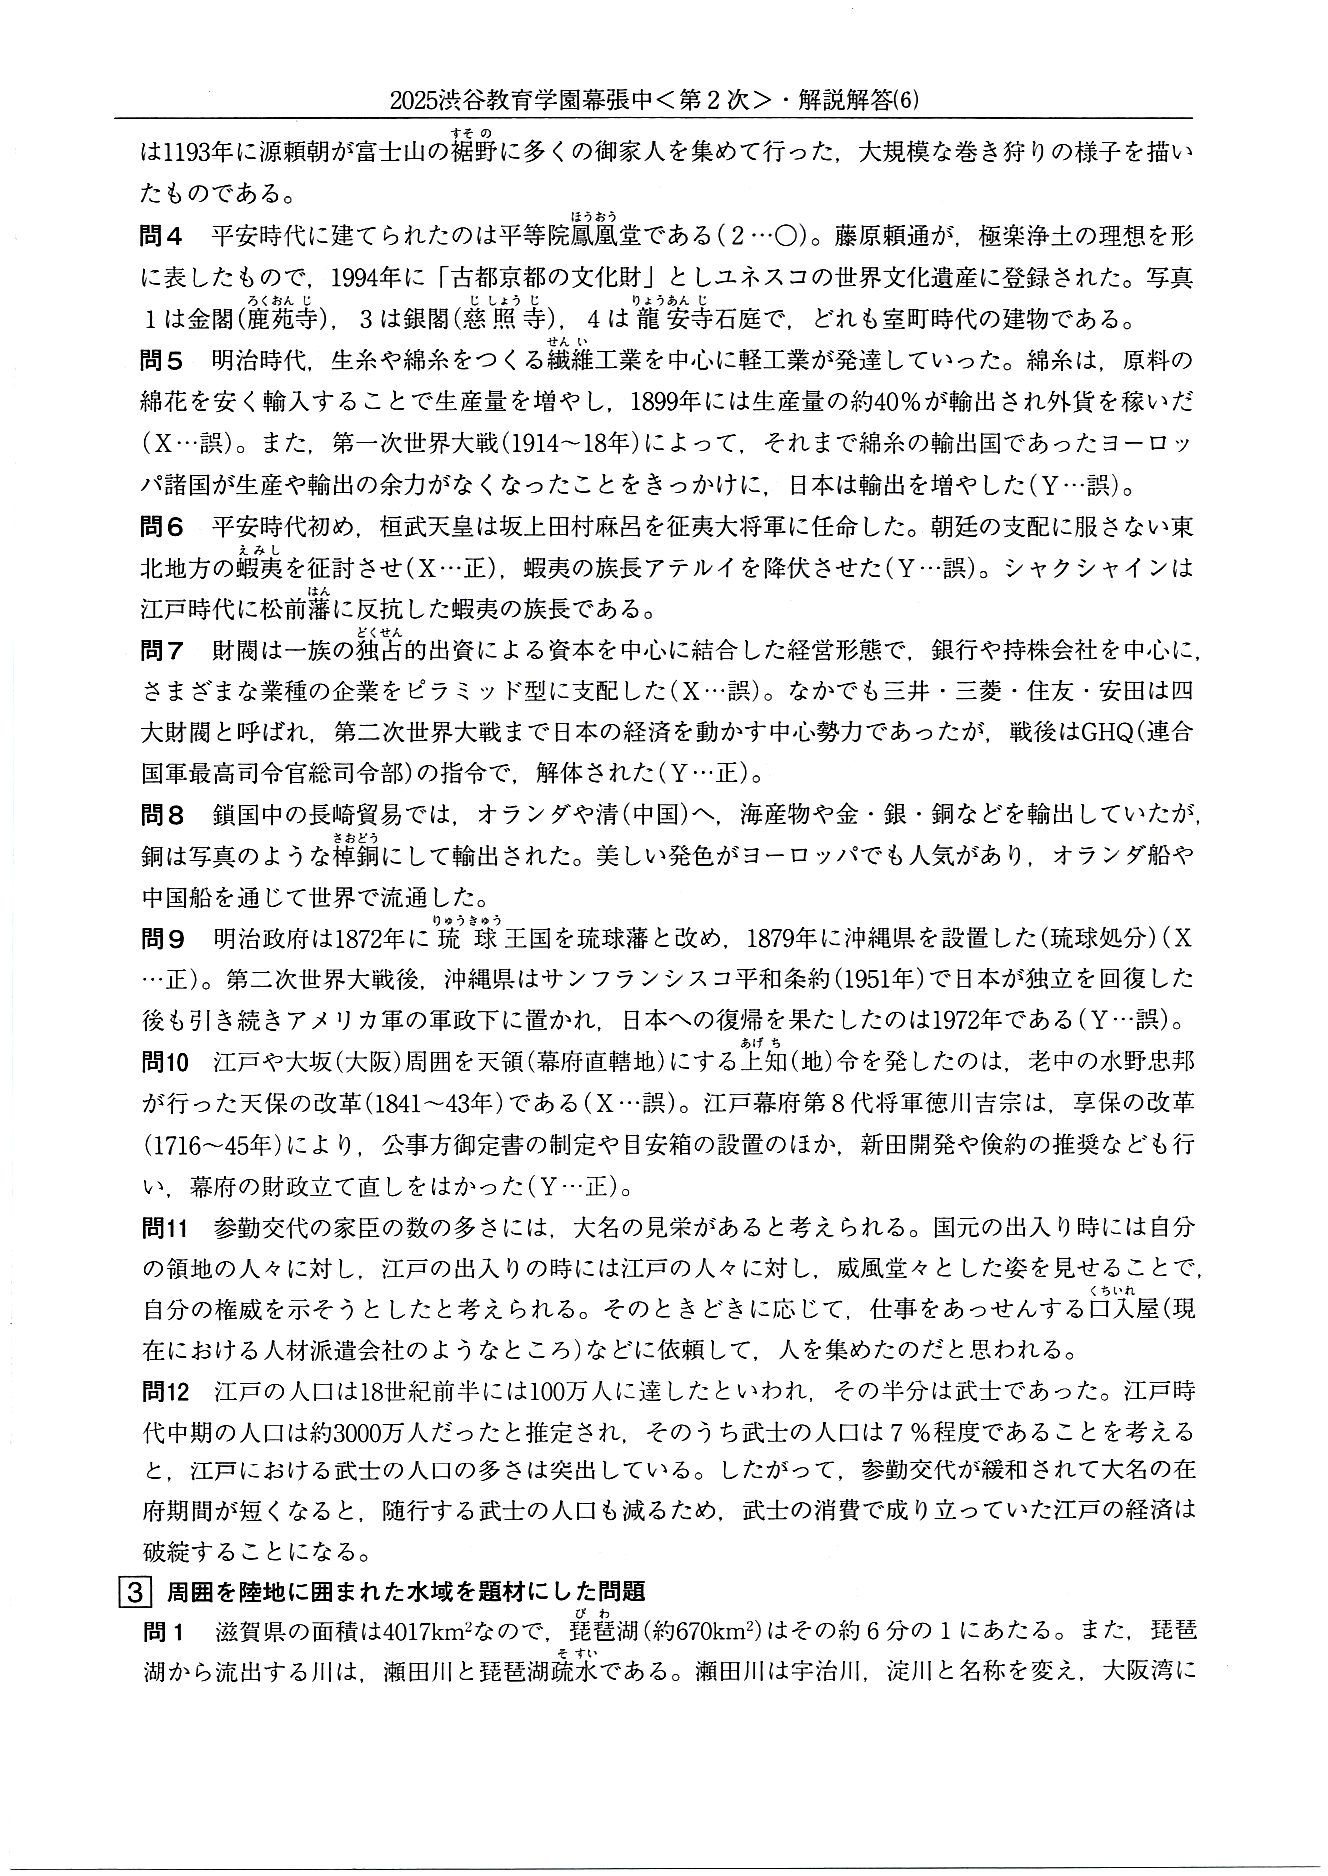 2025渋谷教育学園幕張中<第2次>・解説解答(6)
は1193年に源頼朝が富士山の裾野に多くの御家人を集めて行った，大規模な巻き狩りの様子を描い
たものである。
問4　平安時代に建てられたのは平等院鳳凰堂である(2…○)。藤原頼通が，極楽浄土の理想を形
に表したもので，1994年に「古都京都の文化財」としユネスコの世界文化遺産に登録された。写真
1は金閣(鹿苑寺)，3は銀閣(慈照寺)，4は龍安寺石庭で，どれも室町時代の建物である。
問5　明治時代，生糸や綿糸をつくる繊維工業を中心に軽工業が発達していった。綿糸は，原料の
綿花を安く輸入することで生産量を増やし，1899年には生産量の約40％が輸出され外貨を稼いだ
(X…誤)。また，第一次世界大戦(1914～18年)によって，それまで綿糸の輸出国であったヨーロッ
パ諸国が生産や輸出の余力がなくなったことをきっかけに，日本は輸出を増やした(Y…誤)。
問6　平安時代初め，桓武天皇は坂上田村麻呂を征夷大将軍に任命した。朝廷の支配に服さない東
北地方の蝦夷を征討させ(X…正)，蝦夷の族長アテルイを降伏させた(Y…誤)。シャクシャインは
江戸時代に松前藩に反抗した蝦夷の族長である。
問7　財閥は一族の独占的出資による資本を中心に結合した経営形態で，銀行や持株会社を中心に，
さまざまな業種の企業をピラミッド型に支配した(X…誤)。なかでも三井・三菱・住友・安田は四
大財閥と呼ばれ，第二次世界大戦まで日本の経済を動かす中心勢力であったが，戦後はGHQ(連合
国軍最高司令官総司令部)の指令で，解体された(Y…正)。
問8　鎖国中の長崎貿易では，オランダや清(中国)へ，海産物や金・銀・銅などを輸出していたが，
銅は写真のような棹銅にして輸出された。美しい発色がヨーロッパでも人気があり，オランダ船や
中国船を通じて世界で流通した。
問9　明治政府は1872年に琉球王国を琉球藩と改め，1879年に沖縄県を設置した(琉球処分)(X
…正)。第二次世界大戦後，沖縄県はサンフランシスコ平和条約(1951年)で日本が独立を回復した
後も引き続きアメリカ軍の軍政下に置かれ，日本への復帰を果たしたのは1972年である(Y…誤)。
問10　江戸や大坂(大阪)周囲を天領(幕府直轄地)にする上知(地)令を発したのは，老中の水野忠邦
が行った天保の改革(1841～43年)である(X…誤)。江戸幕府第8代将軍徳川吉宗は，享保の改革
(1716～45年)により，公事方御定書の制定や目安箱の設置のほか，新田開発や倹約の推奨なども行
い，幕府の財政立て直しをはかった(Y…正)。
問11　参勤交代の家臣の数の多さには，大名の見栄があると考えられる。国元の出入り時には自分
の領地の人々に対し，江戸の出入りの時には江戸の人々に対し，威風堂々とした姿を見せることで，
自分の権威を示そうとしたと考えられる。そのときどきに応じて，仕事をあっせんする口入屋(現
在における人材派遣会社のようなところ)などに依頼して，人を集めたのだと思われる。
問12　江戸の人口は18世紀前半には100万人に達したといわれ，その半分は武士であった。江戸時
代中期の人口は約3000万人だったと推定され，そのうち武士の人口は7％程度であることを考える
と，江戸における武士の人口の多さは突出している。したがって，参勤交代が緩和されて大名の在
府期間が短くなると，随行する武士の人口も減るため，武士の消費で成り立っていた江戸の経済は
破綻することになる。
3 周囲を陸地に囲まれた水域を題材にした問題
問1　滋賀県の面積は4017km²なので，琵琶湖(約670km²)はその約6分の1にあたる。また，琵琶
湖から流出する川は，瀬田川と琵琶湖疏水である。瀬田川は宇治川，淀川と名称を変え，大阪湾に